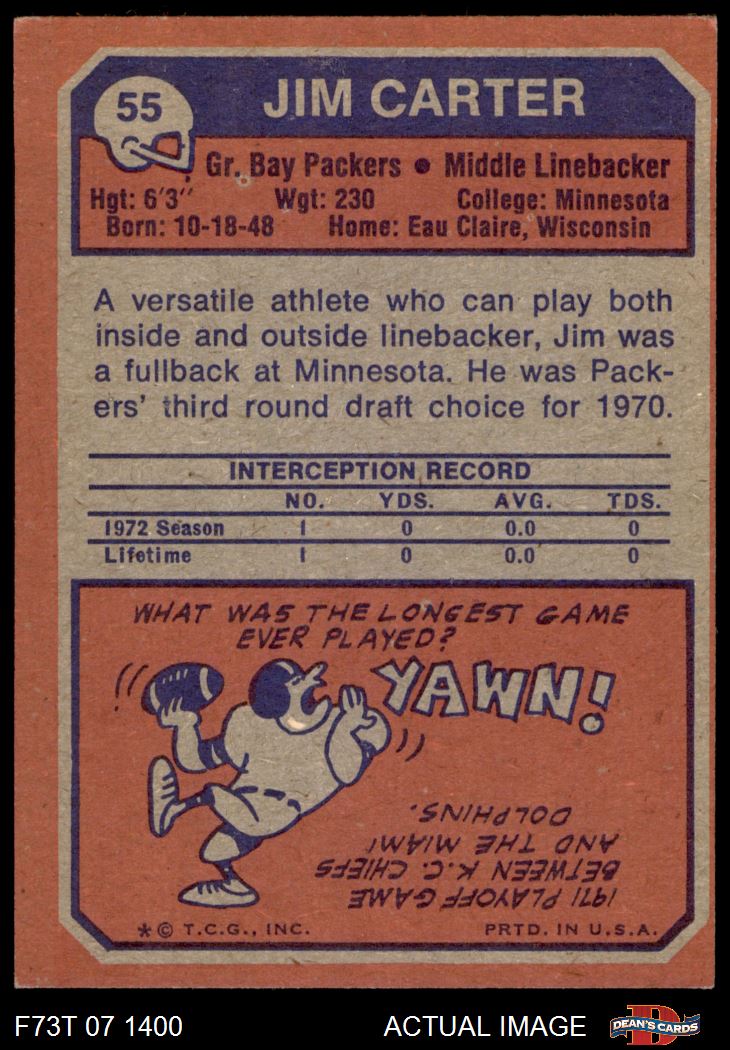 55
JIM CARTER
Gr. Bay Packers ● Middle Linebacker
Hgt: 6'3" Wgt: 230 College: Minnesota
Born: 10-18-48 Home: Eau Claire, Wisconsin
A versatile athlete who can play both
inside and outside linebacker, Jim was
a fullback at Minnesota. He was Pack-
ers' third round draft choice for 1970.
INTERCEPTION RECORD
NO. YDS. AVG. TDS.
1972 Season 1 0 0.0 0
Lifetime 1 0 0.0 0
WHAT WAS THE LONGEST GAME
EVER PLAYED?
YAWN!
1971 PLAYOFF GAME
BETWEEN K.C. CHIEFS
AND THE MIAMI
DOLPHINS.
*© T.C.G., INC. PRTD. IN U.S.A.
F73T 07 1400 ACTUAL IMAGE
D
DEAN'S CARDS